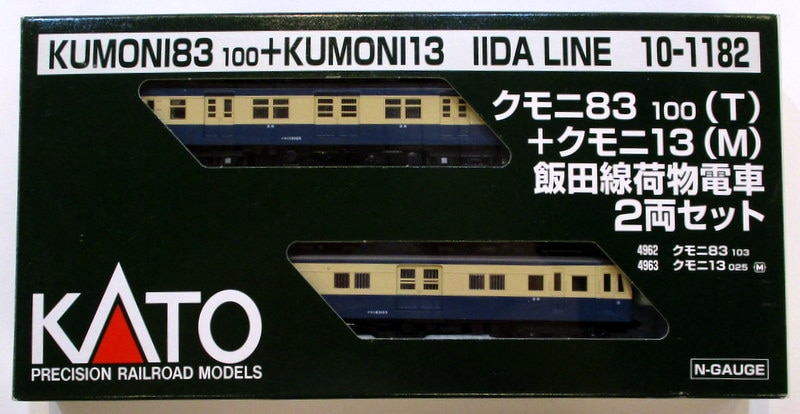 KUMONI83 100+KUMONI13 IIDA LINE 10-1182
クモニ83 100(T)
+クモニ13(M)
飯田線荷物電車
2両セット
4962 クモニ83 103
4963 クモニ13 025 M
KATO
PRECISION RAILROAD MODELS
N-GAUGE